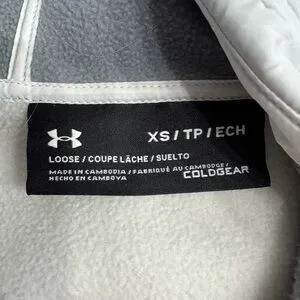 XS / TP / ECH
LOOSE / COUPE LÂCHE / SUELTO
MADE IN CAMBODIA / FABRIQUÉ AU CAMBODGE /
HECHO EN CAMBOYA
COLDGEAR